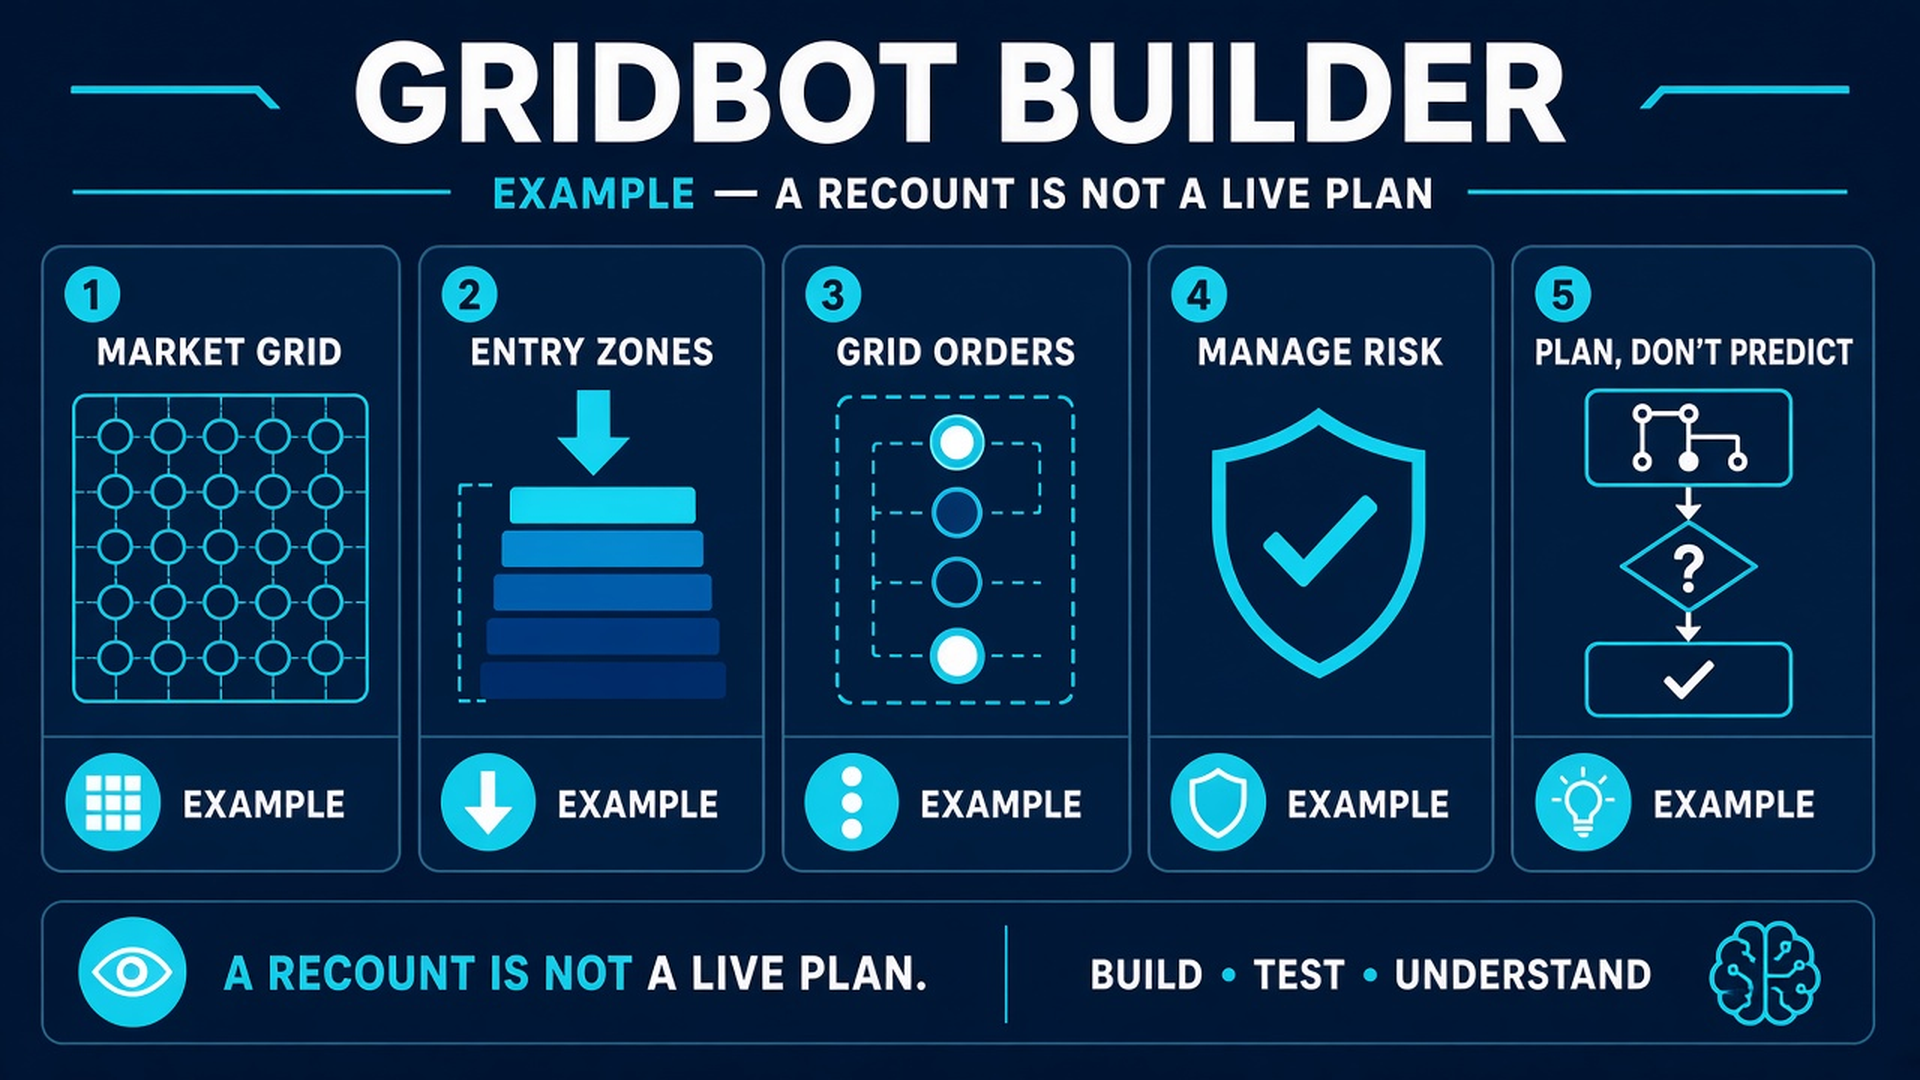 GRIDBOT BUILDER
EXAMPLE — A RECOUNT IS NOT A LIVE PLAN
1
MARKET GRID
EXAMPLE
2
ENTRY ZONES
EXAMPLE
3
GRID ORDERS
EXAMPLE
4
MANAGE RISK
EXAMPLE
5
PLAN, DON'T PREDICT
?
EXAMPLE
A RECOUNT IS NOT A LIVE PLAN.
BUILD • TEST • UNDERSTAND